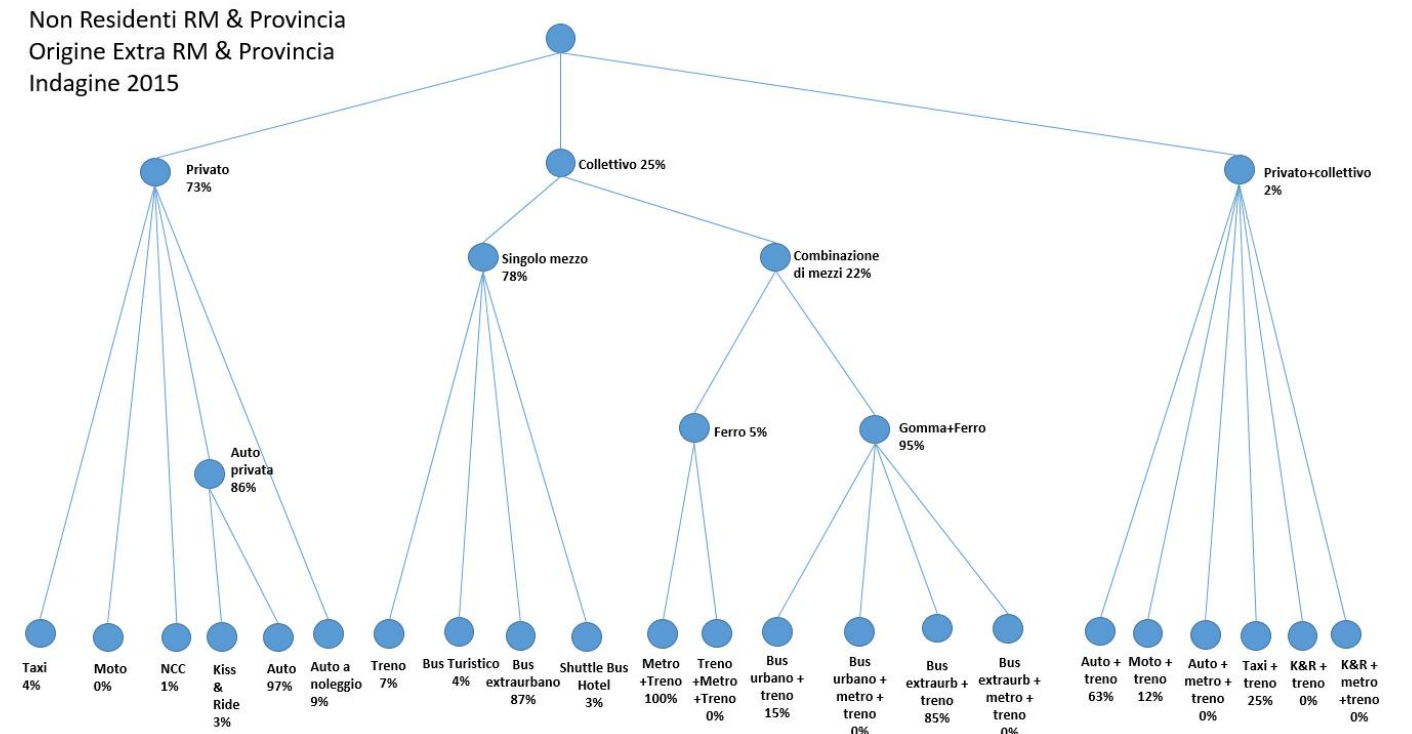 Non Residenti RM & Provincia
Origine Extra RM & Provincia
Indagine 2015
Privato
73%
Collettivo 25%
Privato+collettivo
2%
Singolo mezzo
78%
Combinazione
di mezzi 22%
Ferro 5%
Gomma+Ferro
95%
Auto
privata
86%
Taxi
4%
Moto
0%
NCC
1%
Kiss
&
Ride
3%
Auto
97%
Auto a
noleggio
9%
Treno
7%
Bus Turistico
4%
Bus
extraurbano
87%
Shuttle Bus
Hotel
3%
Metro
+Treno
100%
Treno
+Metro
+Treno
0%
Bus
urbano +
treno
15%
Bus
urbano +
metro +
treno
0%
Bus
extraurb +
treno
85%
Bus
extraurb +
metro +
treno
0%
Auto +
treno
63%
Moto +
treno
12%
Auto +
metro +
treno
0%
Taxi +
treno
25%
K&R +
treno
0%
K&R +
metro
+treno
0%